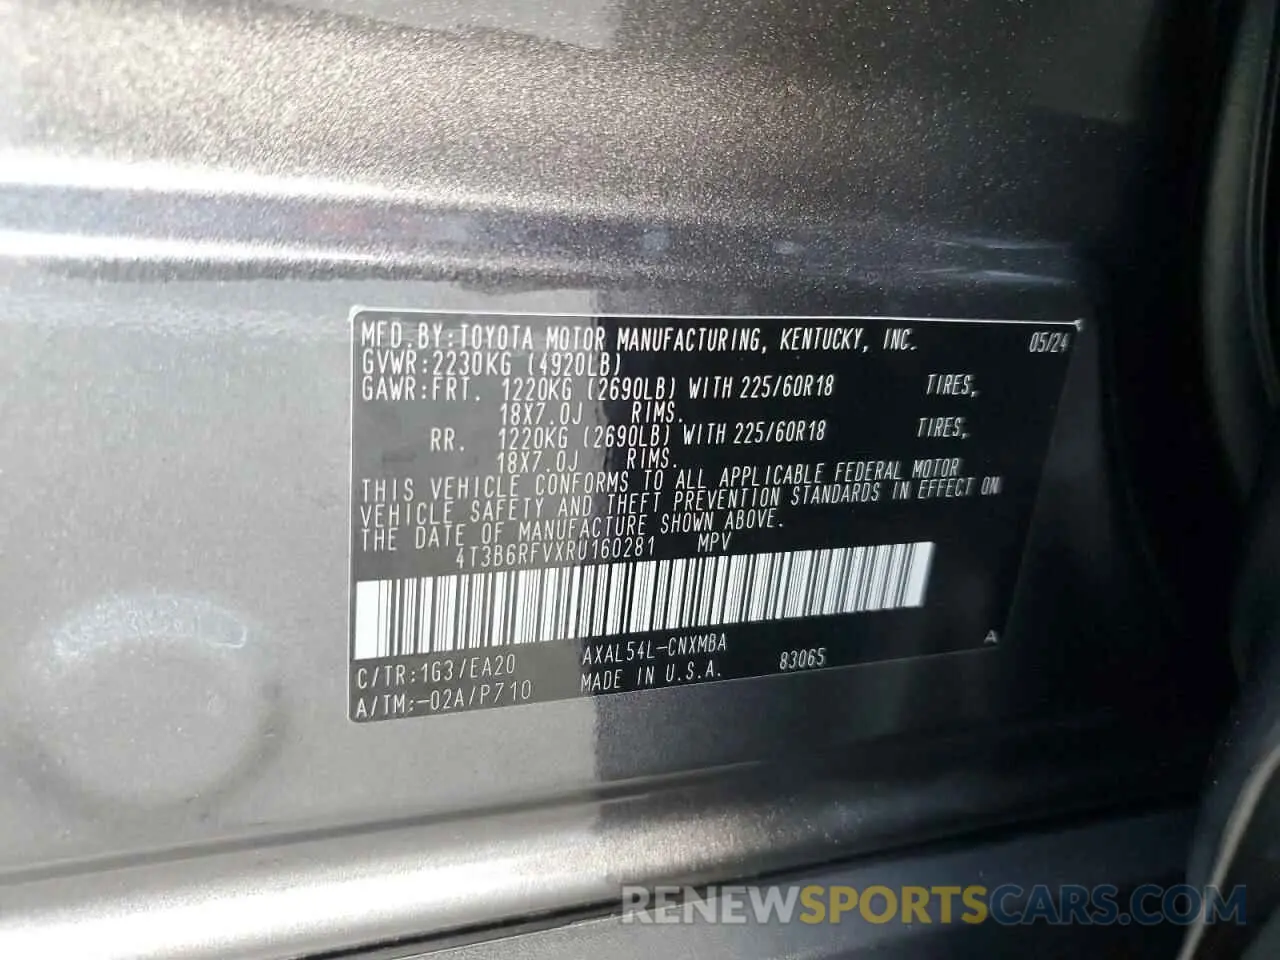 MFD.BY:TOYOTA MOTOR MANUFACTURING, KENTUCKY, INC. 05/24
GVWR:2230KG (4920LB)
GAWR:FRT. 1220KG (2690LB) WITH 225/60R18 TIRES,
18X7.0J RIMS.
RR. 1220KG (2690LB) WITH 225/60R18 TIRES,
18X7.0J RIMS.
THIS VEHICLE CONFORMS TO ALL APPLICABLE FEDERAL MOTOR
VEHICLE SAFETY AND THEFT PREVENTION STANDARDS IN EFFECT ON
THE DATE OF MANUFACTURE SHOWN ABOVE.
4T3B6RFVXRU160281 MPV
C/TR:1G3/EA20 AXAL54L-CNXMBA A
A/TM:-02A/P710 MADE IN U.S.A. 83065
RENEWSPORTSCARS.COM